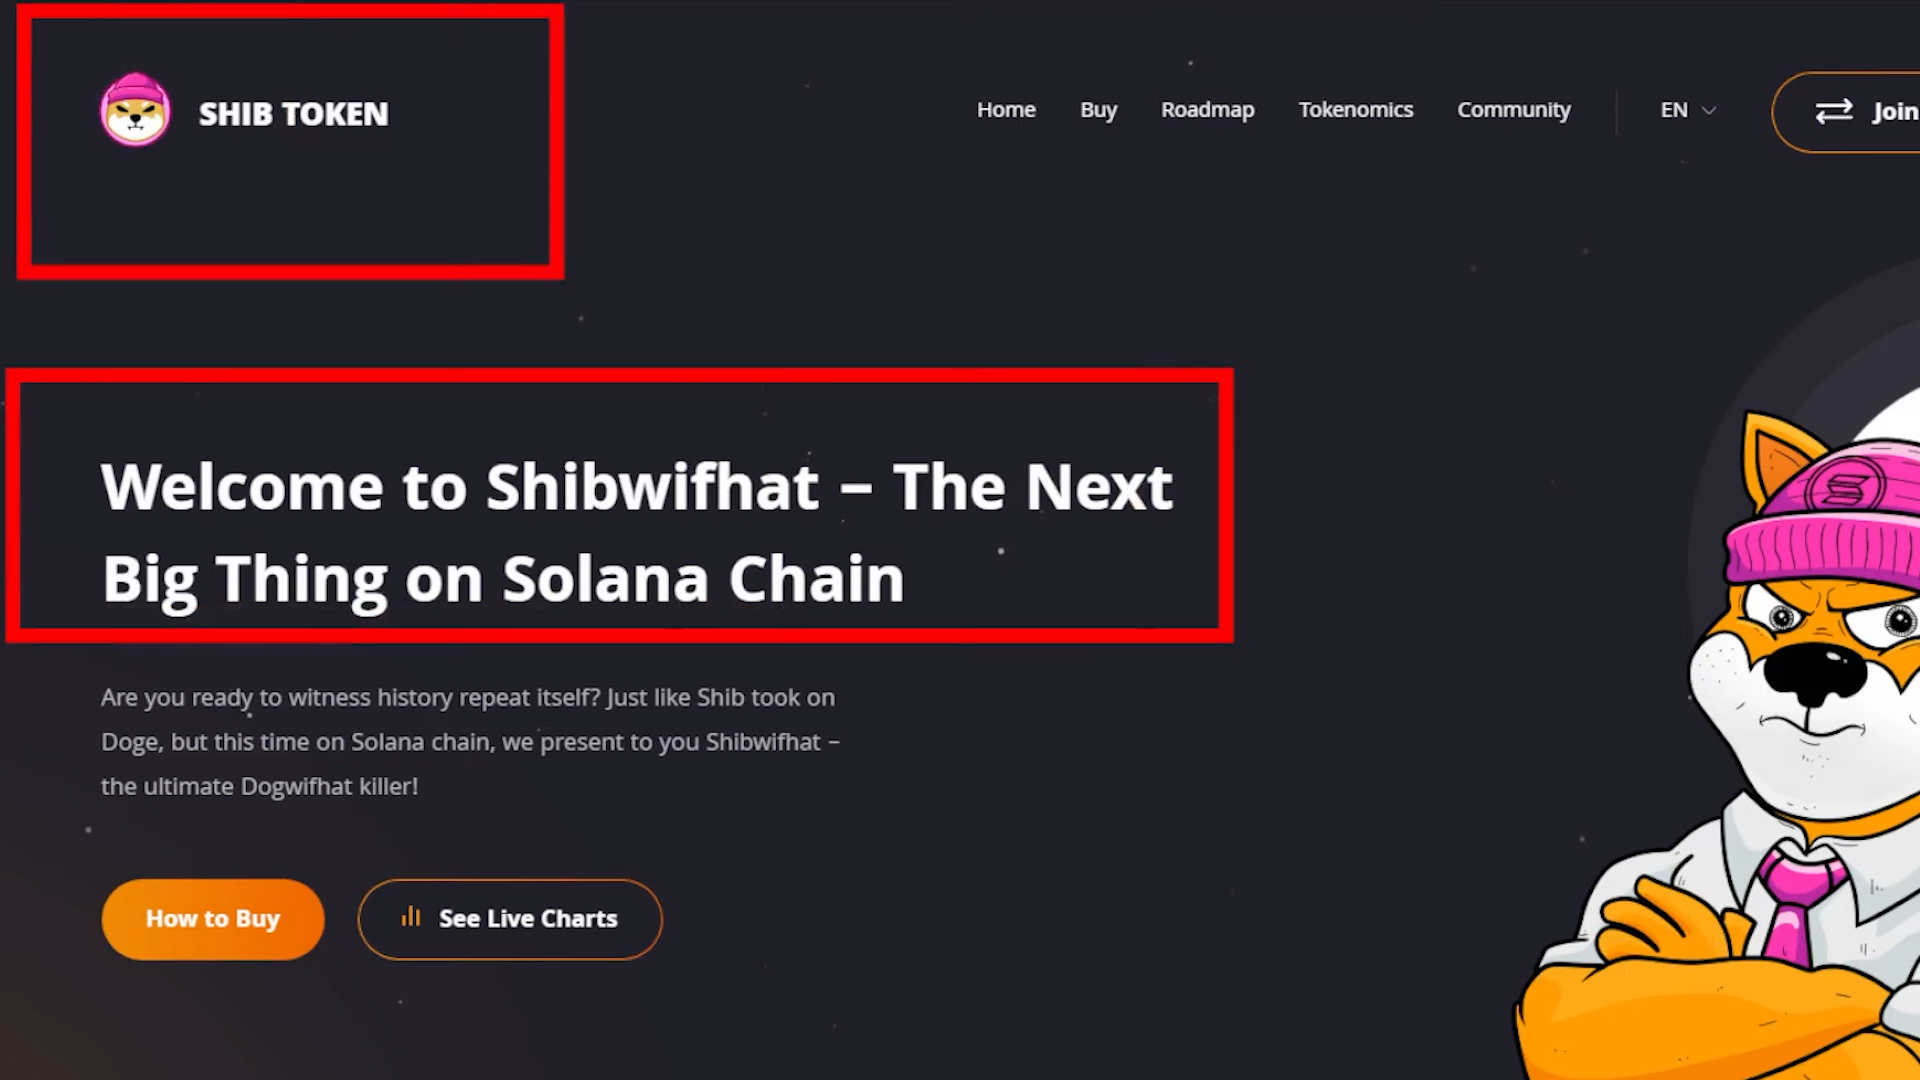 SHIB TOKEN
Home
Buy
Roadmap
Tokenomics
Community
EN
Join
Welcome to Shibwifhat – The Next
Big Thing on Solana Chain
Are you ready to witness history repeat itself? Just like Shib took on
Doge, but this time on Solana chain, we present to you Shibwifhat –
the ultimate Dogwifhat killer!
How to Buy
See Live Charts